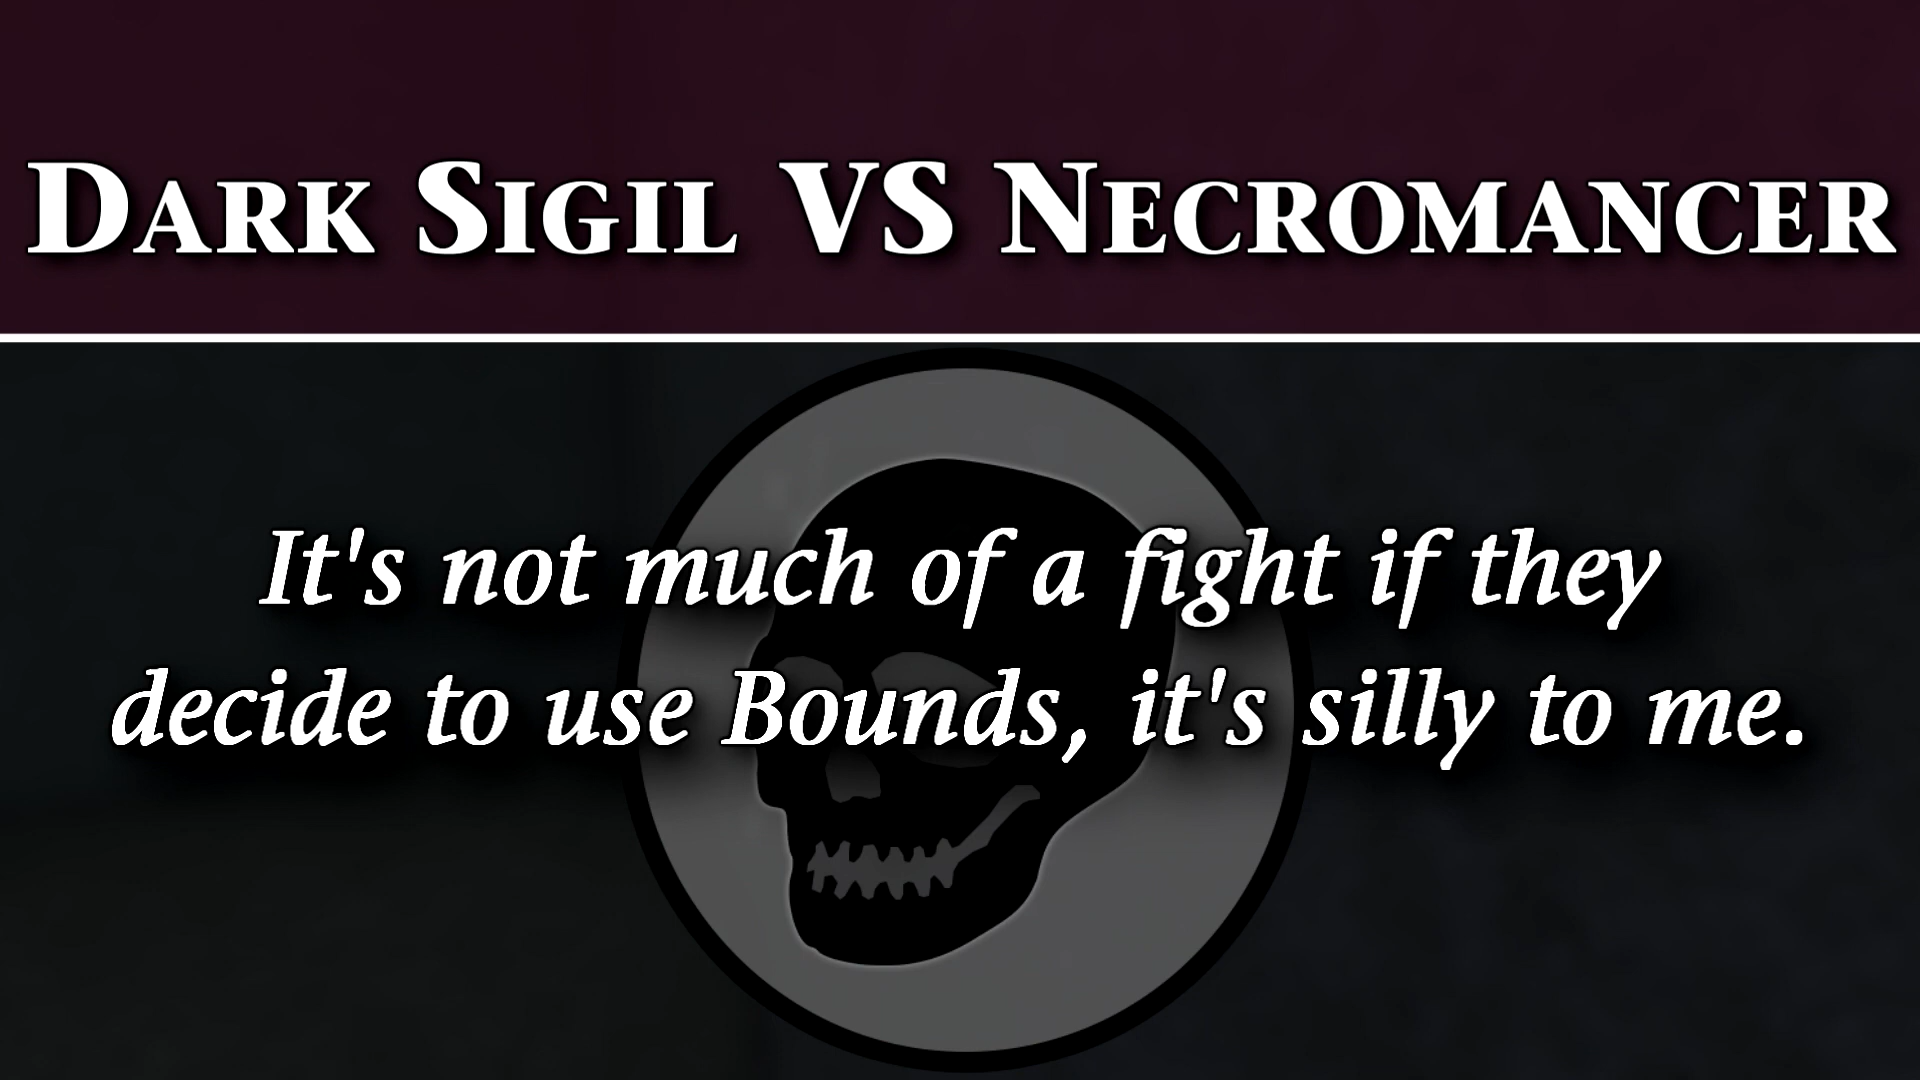 Dark Sigil VS Necromancer
It's not much of a fight if they
decide to use Bounds, it's silly to me.